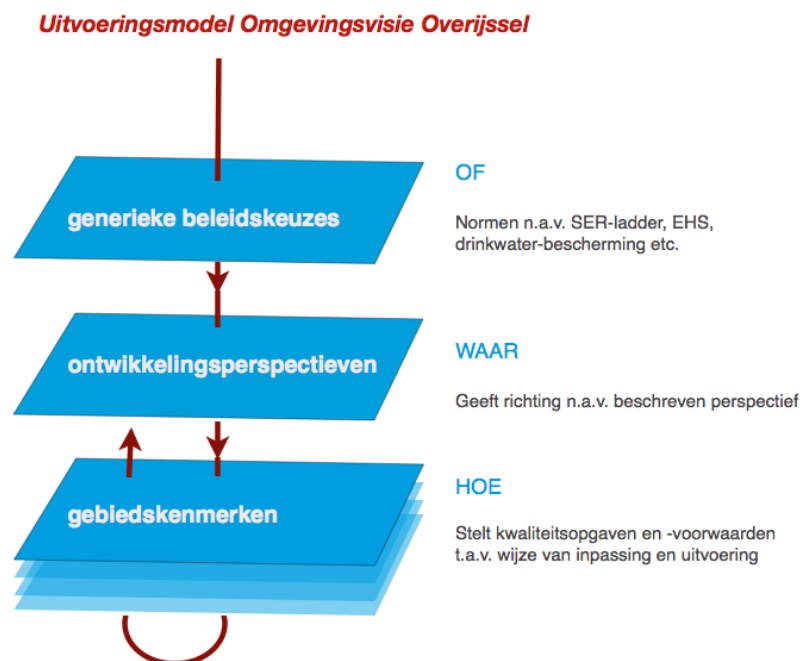 Uitvoeringsmodel Omgevingsvisie Overijssel
generieke beleidskeuzes
OF
Normen n.a.v. SER-ladder, EHS,
drinkwater-bescherming etc.
ontwikkelingsperspectieven
WAAR
Geeft richting n.a.v. beschreven perspectief
gebiedskenmerken
HOE
Stelt kwaliteitsopgaven en -voorwaarden
t.a.v. wijze van inpassing en uitvoering